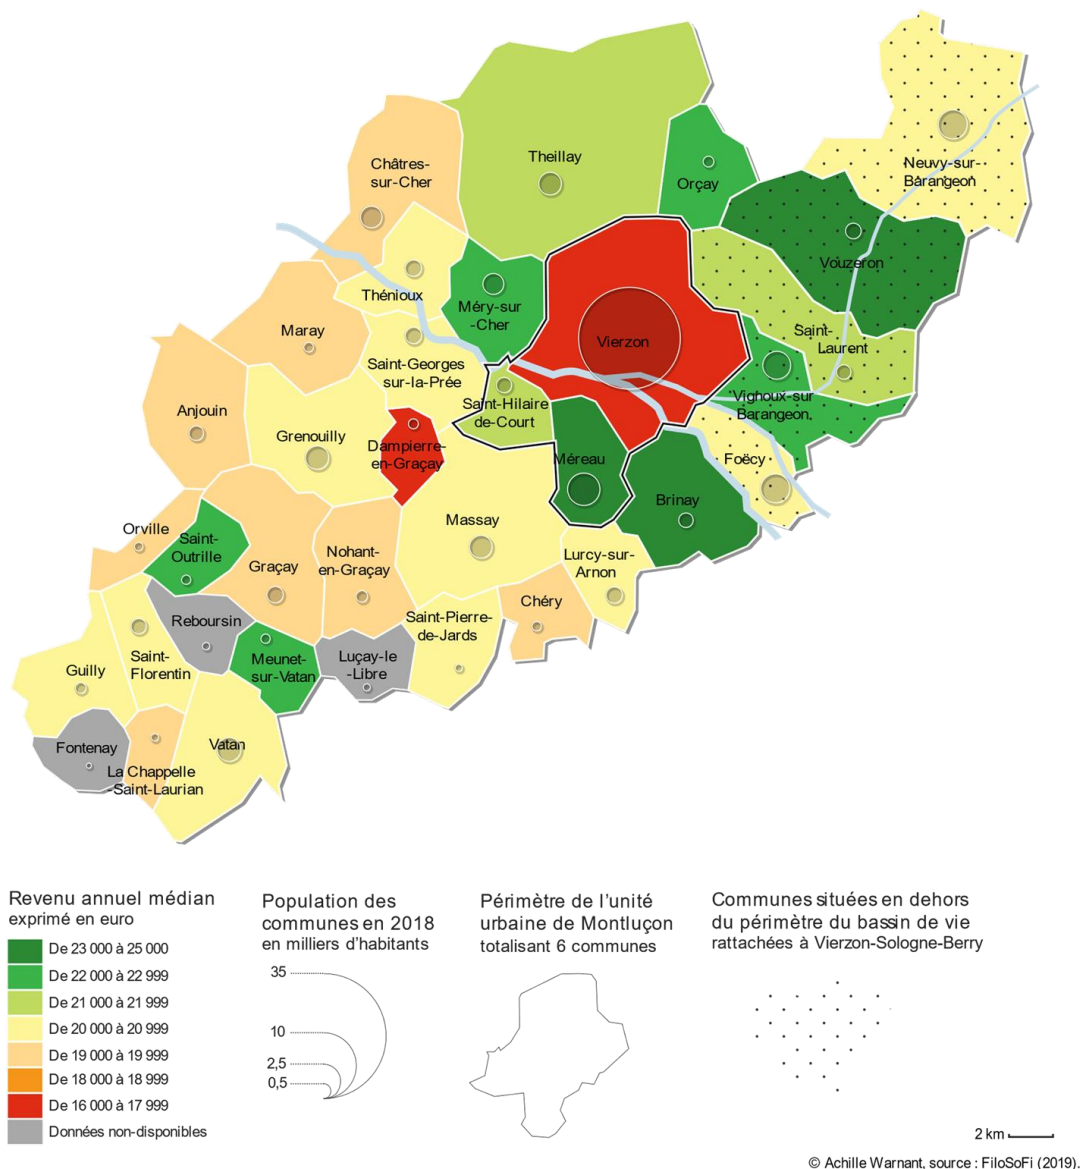 Châtres-
sur-Cher
Theillay
Orçay
Neuvy-sur-
Barangeon
Vouzeron
Thénioux
Méry-sur
-Cher
Maray
Vierzon
Saint-
Laurent
Saint-Georges
sur-la-Prée
Saint-Hilaire
de-Court
Vighoux-sur
Barangeon
Anjouin
Grenouilly
Dampierre-
en-Graçay
Méreau
Foëcy
Brinay
Massay
Orville
Saint-
Outrille
Graçay
Nohant-
en-Graçay
Lurcy-sur-
Arnon
Chéry
Reboursin
Saint-Pierre-
de-Jards
Guilly
Saint-
Florentin
Meunet-
sur-Vatan
Luçay-le
-Libre
Fontenay
Vatan
La Chappelle
-Saint-Laurian
Revenu annuel médian
exprimé en euro
De 23 000 à 25 000
De 22 000 à 22 999
De 21 000 à 21 999
De 20 000 à 20 999
De 19 000 à 19 999
De 18 000 à 18 999
De 16 000 à 17 999
Données non-disponibles
Population des
communes en 2018
en milliers d'habitants
35
10
2,5
0,5
Périmètre de l'unité
urbaine de Montluçon
totalisant 6 communes
Communes situées en dehors
du périmètre du bassin de vie
rattachées à Vierzon-Sologne-Berry
2 km
© Achille Warnant, source : FiloSoFi (2019).